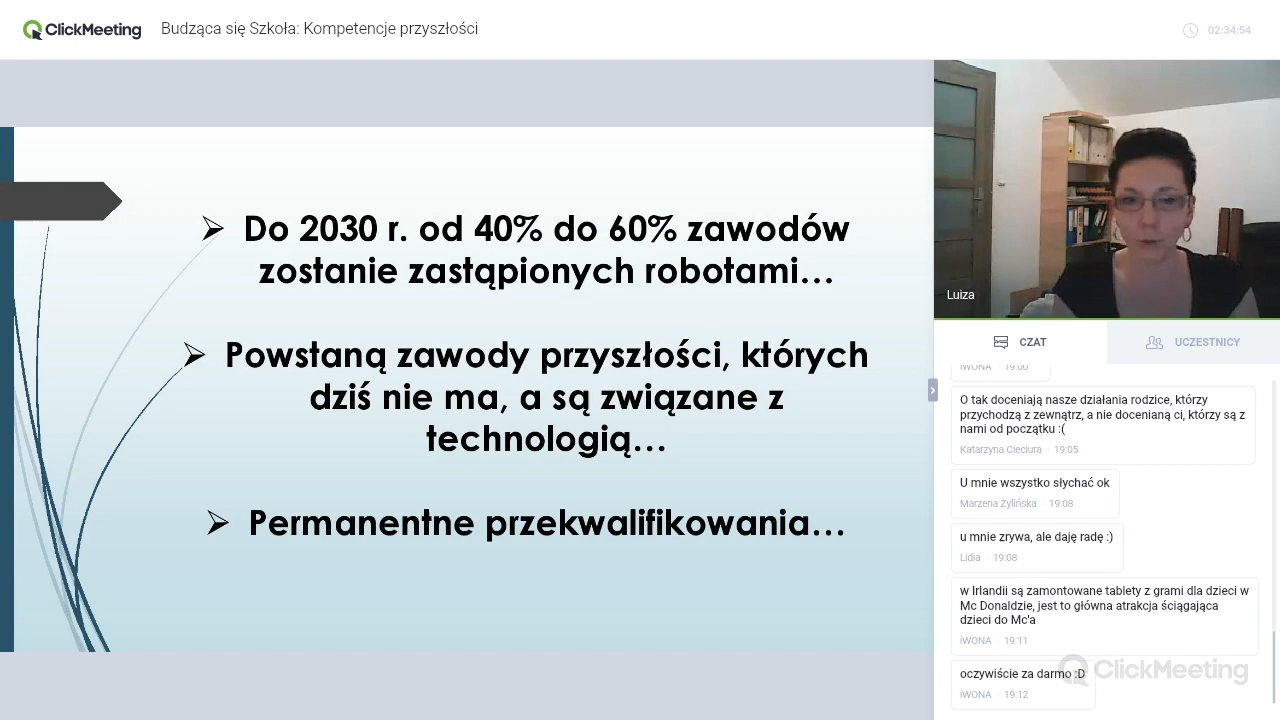 ClickMeeting
Budząca się Szkoła: Kompetencje przyszłości
02:34:54
Do 2030 r. od 40% do 60% zawodów
zostanie zastąpionych robotami...
Powstaną zawody przyszłości, których
dziś nie ma, a są związane z
technologią...
Permanentne przekwalifikowania...
Luiza
CZAT
UCZESTNICY
iWONA 19:00
O tak doceniają nasze działania rodzice, którzy
przychodzą z zewnątrz, a nie docenianą ci, którzy są z
nami od początku :(
Katarzyna Cieciura 19:05
U mnie wszystko słychać ok
Marzena Żylińska 19:08
u mnie zrywa, ale daję radę :)
Lidia 19:08
w Irlandii są zamontowane tablety z grami dla dzieci w
Mc Donaldzie, jest to główna atrakcja ściągająca
dzieci do Mc'a
iWONA 19:11
oczywiście za darmo :D
iWONA 19:12
ClickMeeting